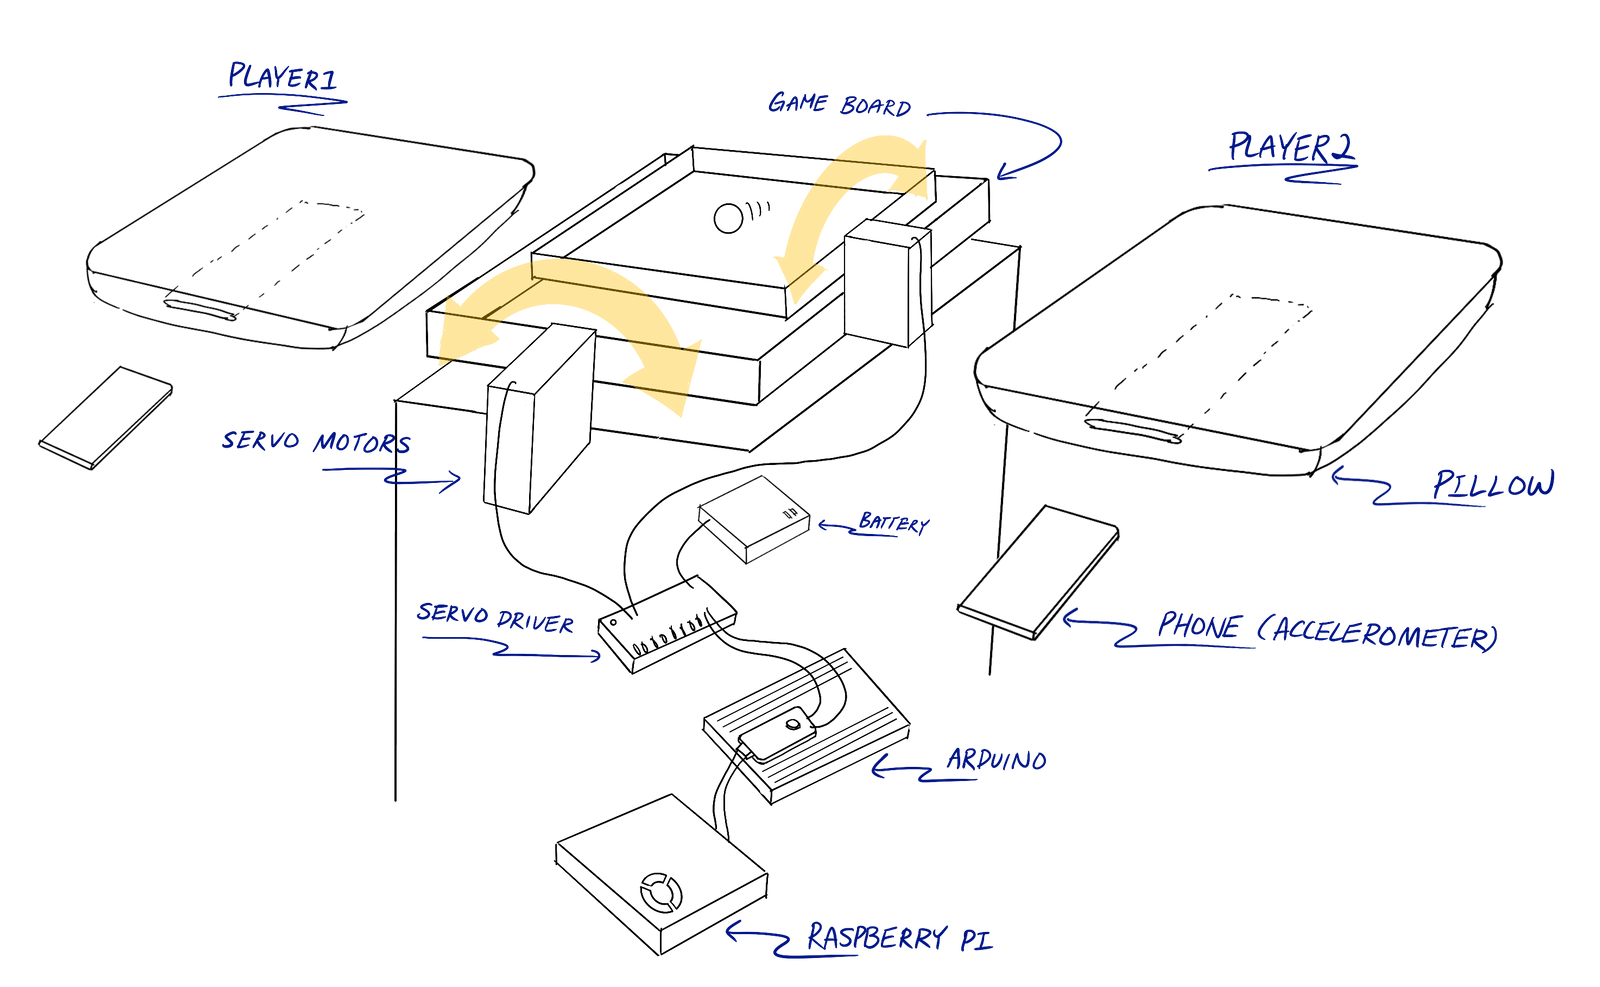 PLAYER1
GAME BOARD
PLAYER2
SERVO MOTORS
PILLOW
BATTERY
SERVO DRIVER
PHONE (ACCELEROMETER)
ARDUINO
RASPBERRY PI